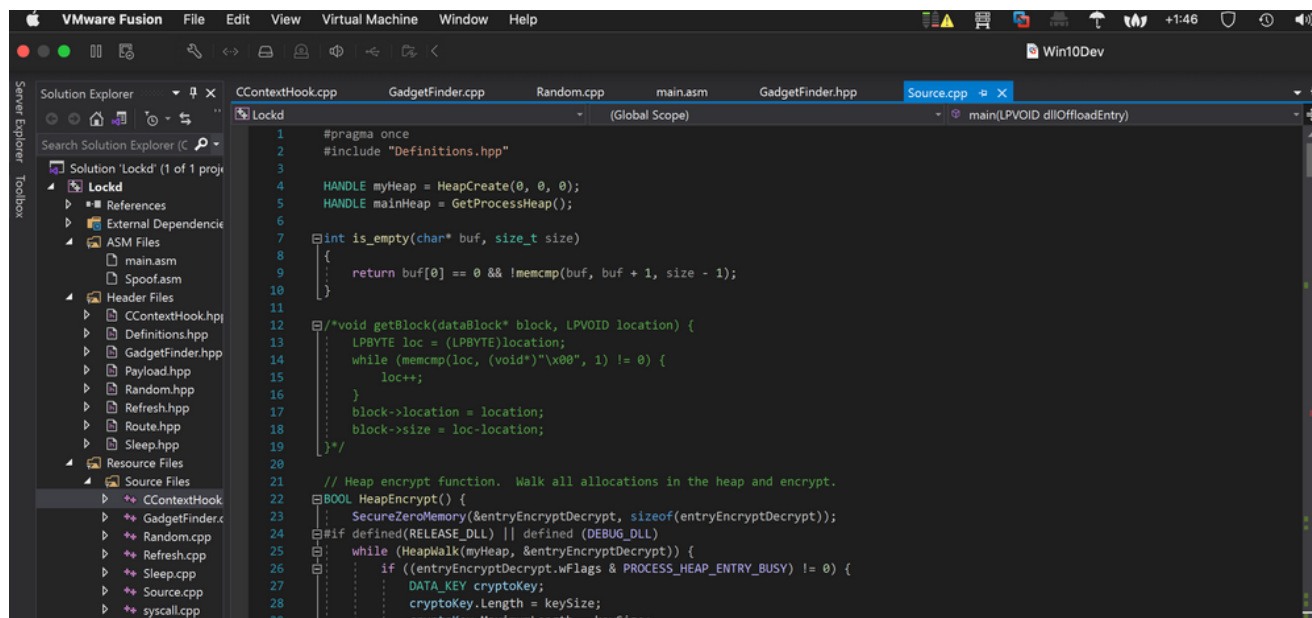 VMware Fusion File Edit View Virtual Machine Window Help +1:46
Win10Dev
Server Explorer
Toolbox
Solution Explorer
Search Solution Explorer (C
Solution 'Lockd' (1 of 1 proje
Lockd
References
External Dependencie
ASM Files
main.asm
Spoof.asm
Header Files
CContextHook.hpp
Definitions.hpp
GadgetFinder.hpp
Payload.hpp
Random.hpp
Refresh.hpp
Route.hpp
Sleep.hpp
Resource Files
Source Files
CContextHook
GadgetFinder.c
Random.cpp
Refresh.cpp
Sleep.cpp
Source.cpp
syscall.cpp
CContextHook.cpp GadgetFinder.cpp Random.cpp main.asm GadgetFinder.hpp Source.cpp
Lockd (Global Scope) main(LPVOID dllOffloadEntry)
1 #pragma once
2 #include "Definitions.hpp"
3
4 HANDLE myHeap = HeapCreate(0, 0, 0);
5 HANDLE mainHeap = GetProcessHeap();
6
7 int is_empty(char* buf, size_t size)
8 {
9 return buf[0] == 0 && !memcmp(buf, buf + 1, size - 1);
10 }
11
12 /*void getBlock(dataBlock* block, LPVOID location) {
13 LPBYTE loc = (LPBYTE)location;
14 while (memcmp(loc, (void*)"\x00", 1) != 0) {
15 loc++;
16 }
17 block->location = location;
18 block->size = loc-location;
19 }*/
20
21 // Heap encrypt function. Walk all allocations in the heap and encrypt.
22 BOOL HeapEncrypt() {
23 SecureZeroMemory(&entryEncryptDecrypt, sizeof(entryEncryptDecrypt));
24 #if defined(RELEASE_DLL) || defined (DEBUG_DLL)
25 while (HeapWalk(myHeap, &entryEncryptDecrypt)) {
26 if ((entryEncryptDecrypt.wFlags & PROCESS_HEAP_ENTRY_BUSY) != 0) {
27 DATA_KEY cryptoKey;
28 cryptoKey.Length = keySize;